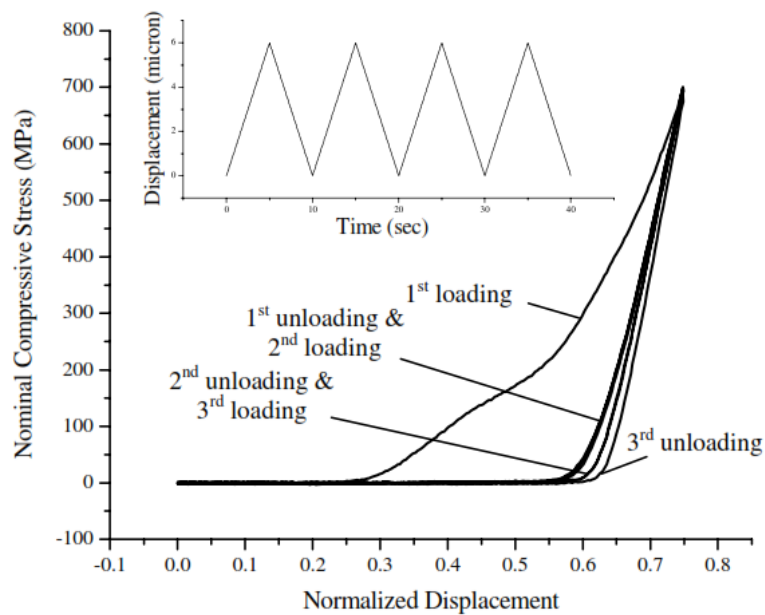 800
700
600
500
400
300
200
100
0
-100
Nominal Compressive Stress (MPa)
-0.1 0.0 0.1 0.2 0.3 0.4 0.5 0.6 0.7 0.8
Normalized Displacement
6
4
2
0
Displacement (micron)
0 10 20 30 40
Time (sec)
1st loading
1st unloading &
2nd loading
2nd unloading &
3rd loading
3rd unloading